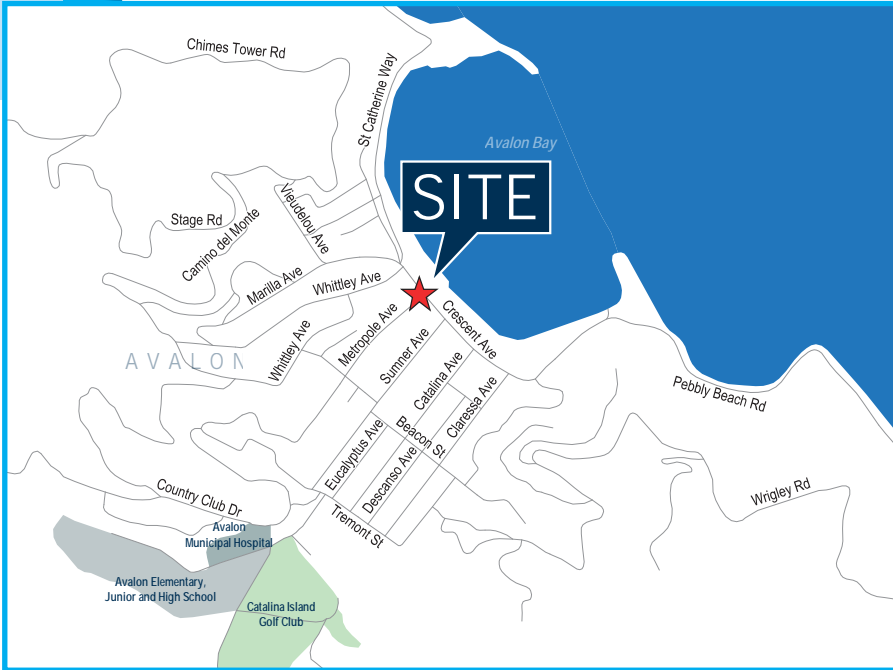 Chimes Tower Rd
St Catherine Way
Avalon Bay
SITE
Vieudelou Ave
Stage Rd
Camino del Monte
Marilla Ave
Whittley Ave
Crescent Ave
Metropole Ave
Sumner Ave
Whittley Ave
AVALON
Catalina Ave
Claressa Ave
Pebbly Beach Rd
Beacon St
Eucalyptus Ave
Descanso Ave
Country Club Dr
Wrigley Rd
Tremont St
Avalon
Municipal Hospital
Avalon Elementary,
Junior and High School
Catalina Island
Golf Club